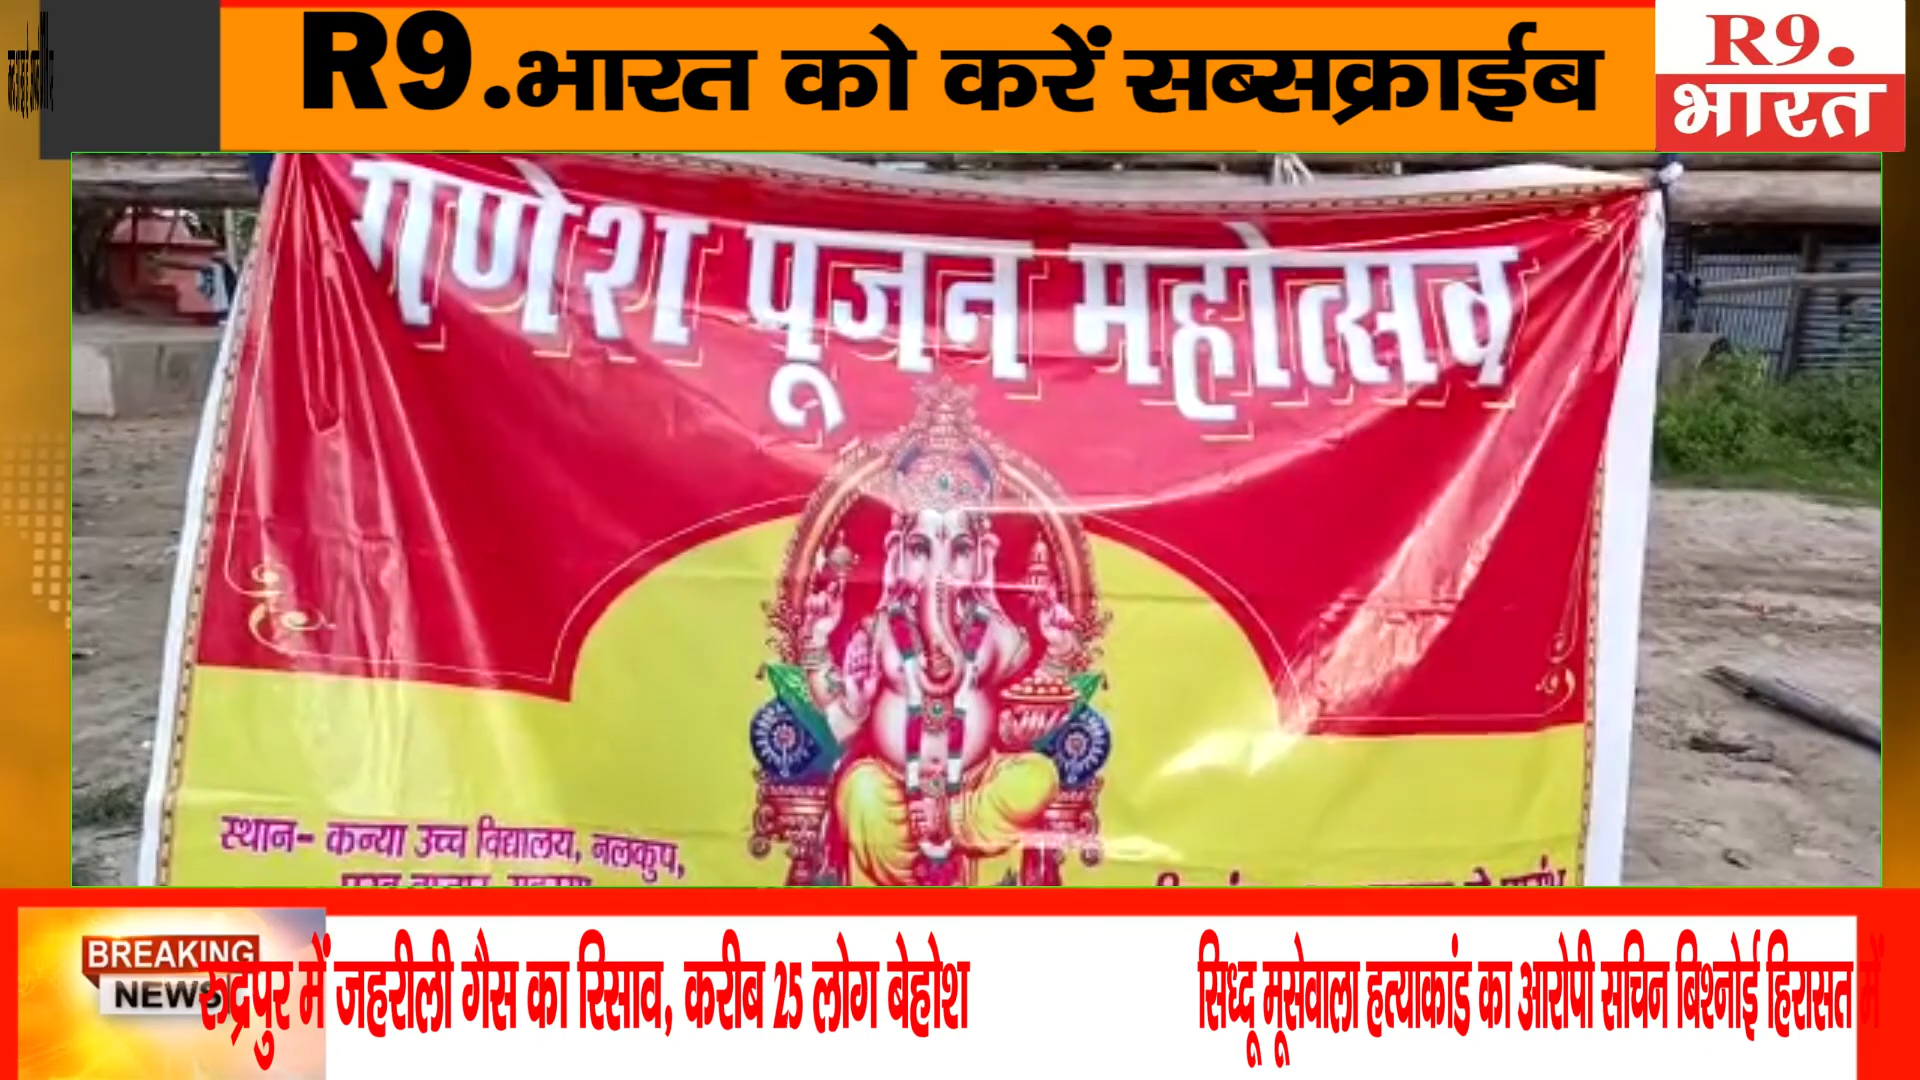 R9.भारत को करें सब्सक्राईब
R9.
भारत
गणेश पूजन महोत्सव
स्थान- कन्या उच्च विद्यालय, नलकुप,
BREAKING
NEWS
रुद्रपुर में जहरीली गैस का रिसाव, करीब 25 लोग बेहोश
सिध्दू मूसेवाला हत्याकांड का आरोपी सचिन बिश्नोई हिरासत में